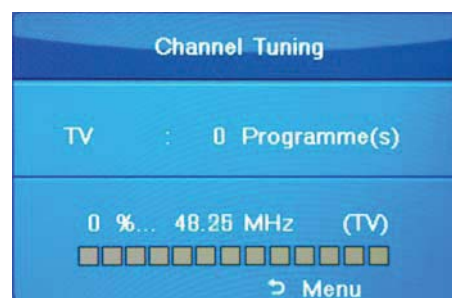 Channel Tuning
TV : 0 Programme(s)
0 %... 48.25 MHz (TV)
Menu